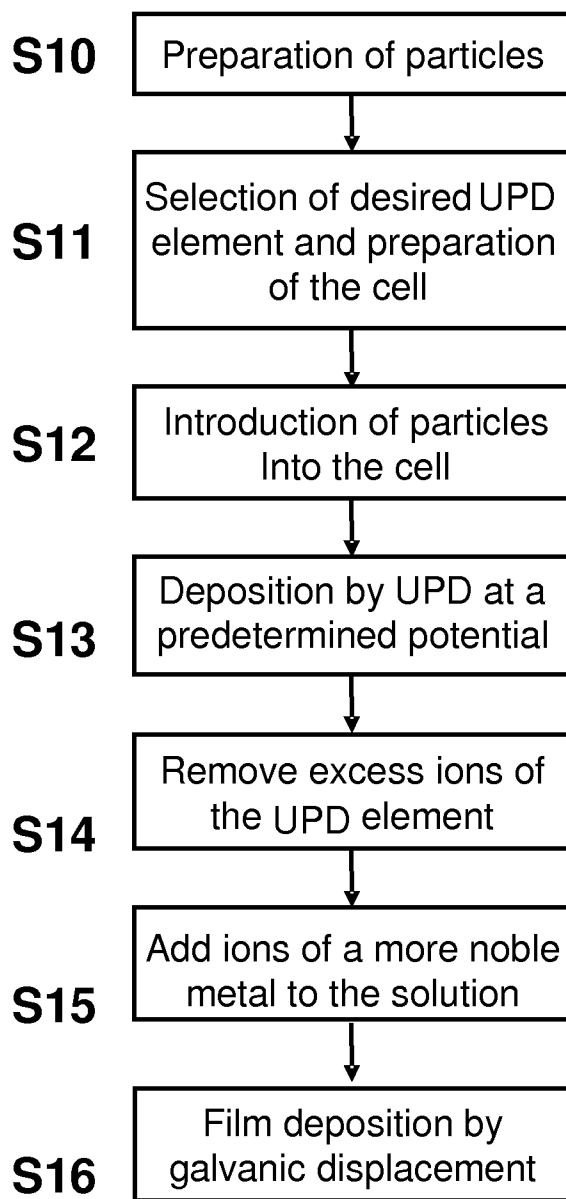 S10
Preparation of particles
S11
Selection of desired UPD
element and preparation
of the cell
S12
Introduction of particles
Into the cell
S13
Deposition by UPD at a
predetermined potential
S14
Remove excess ions of
the UPD element
S15
Add ions of a more noble
metal to the solution
S16
Film deposition by
galvanic displacement